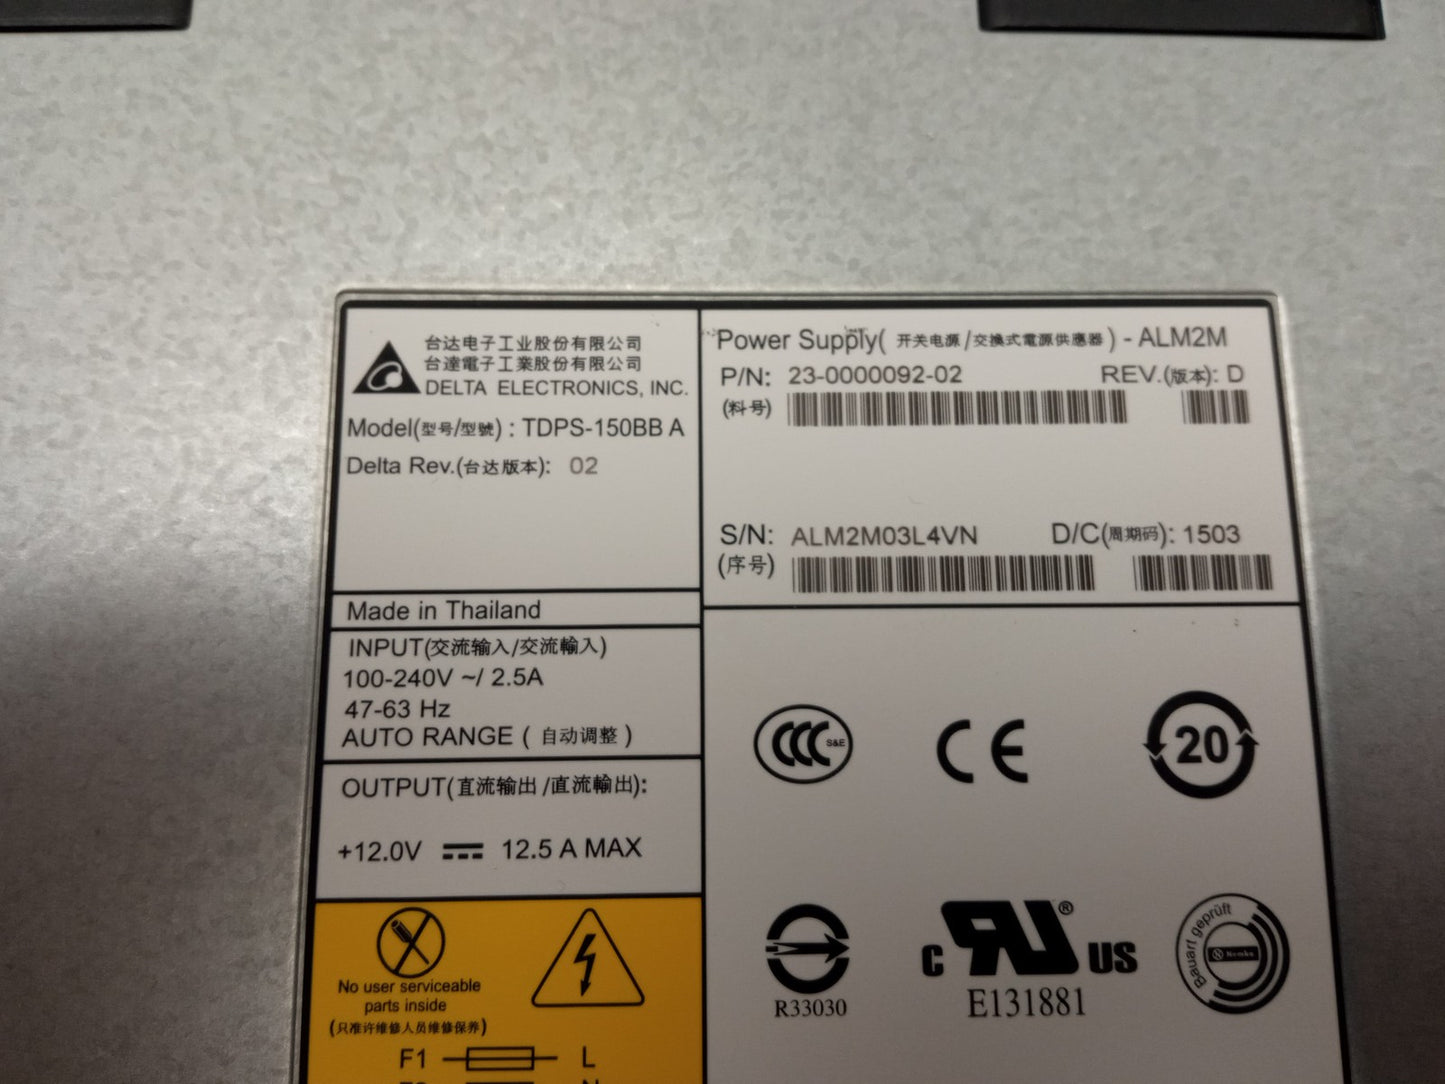 台达电子工业股份有限公司
台達電子工業股份有限公司
DELTA ELECTRONICS, INC.
Model(型号/型號) : TDPS-150BB A
Delta Rev.(台达版本): 02
Made in Thailand
INPUT(交流输入/交流輸入)
100-240V ~/ 2.5A
47-63 Hz
AUTO RANGE ( 自动调整 )
OUTPUT(直流输出 /直流輸出):
+12.0V 12.5 A MAX
No user serviceable
parts inside
(只准许维修人员维修保养)
F1 L
Power Supply( 开关电源 /交換式電源供應器 ) - ALM2M
P/N: 23-0000092-02 REV.(版本): D
(料号)
S/N: ALM2M03L4VN D/C(周期码): 1503
(序号)
CCC S&E
CE
20
R33030
c RU ® US
E131881
Bauart geprüft
N Nemko